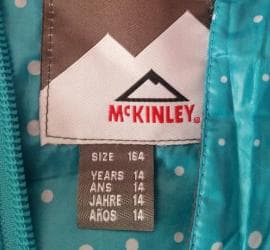 McKINLEY®
SIZE 164
YEARS 14
ANS 14
JAHRE 14
AÑOS 14